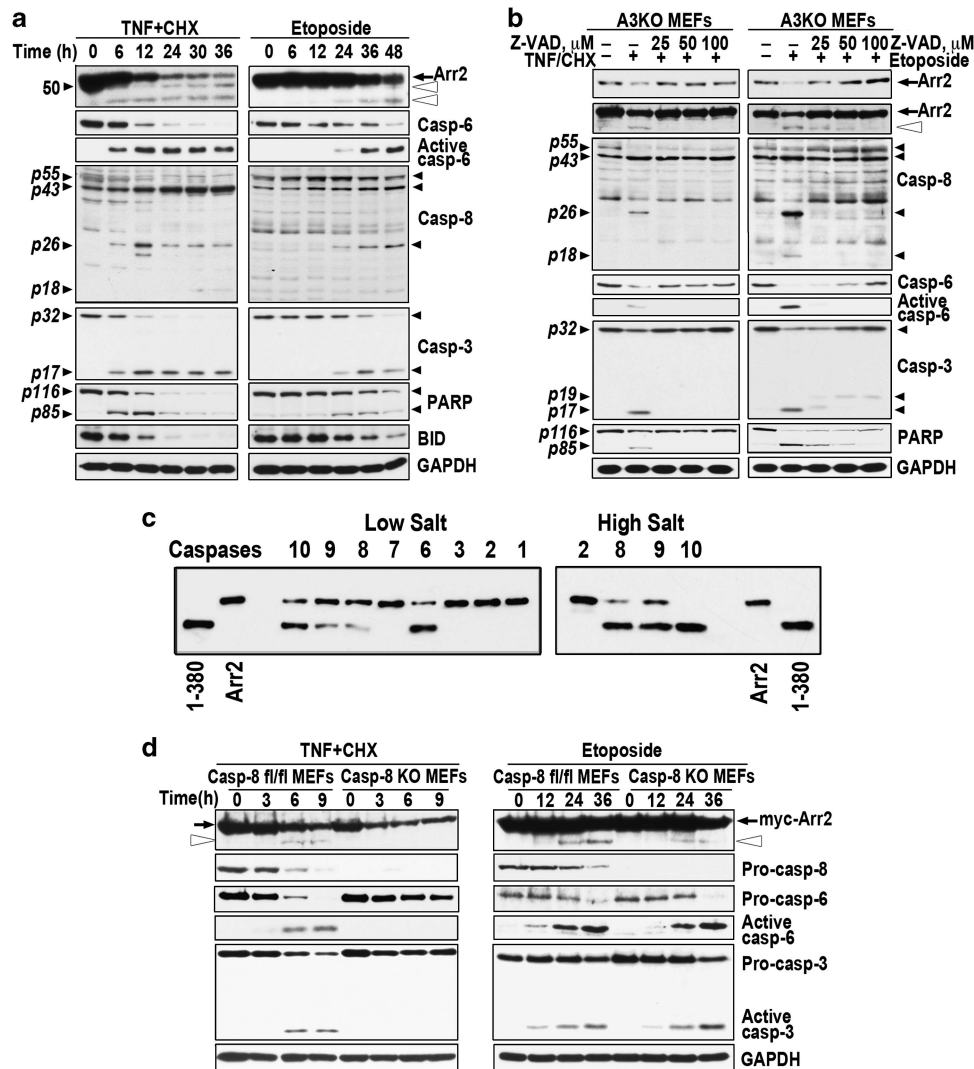 a
TNF+CHX Etoposide
Time (h) 0 6 12 24 30 36 0 6 12 24 36 48
50
Arr2
Casp-6
Active casp-6
p55
p43
Casp-8
p26
p18
p32
Casp-3
p17
p116
PARP
p85
BID
GAPDH
b
A3KO MEFs A3KO MEFs
Z-VAD, µM 25 50 100 25 50 100 Z-VAD, µM
TNF/CHX – – + – + + + + – – + – + + + + Etoposide
Arr2
Arr2
p55
p43
Casp-8
p26
p18
Casp-6
Active
casp-6
p32
Casp-3
p19
p17
p116
PARP
p85
GAPDH
c
Low Salt High Salt
Caspases 10 9 8 7 6 3 2 1 2 8 9 10
1-380 Arr2 Arr2 1-380
d
TNF+CHX Etoposide
Casp-8 fl/fl MEFs Casp-8 KO MEFs Casp-8 fl/fl MEFs Casp-8 KO MEFs
Time(h) 0 3 6 9 0 3 6 9 0 12 24 36 0 12 24 36
myc-Arr2
Pro-casp-8
Pro-casp-6
Active
casp-6
Pro-casp-3
Active
casp-3
GAPDH